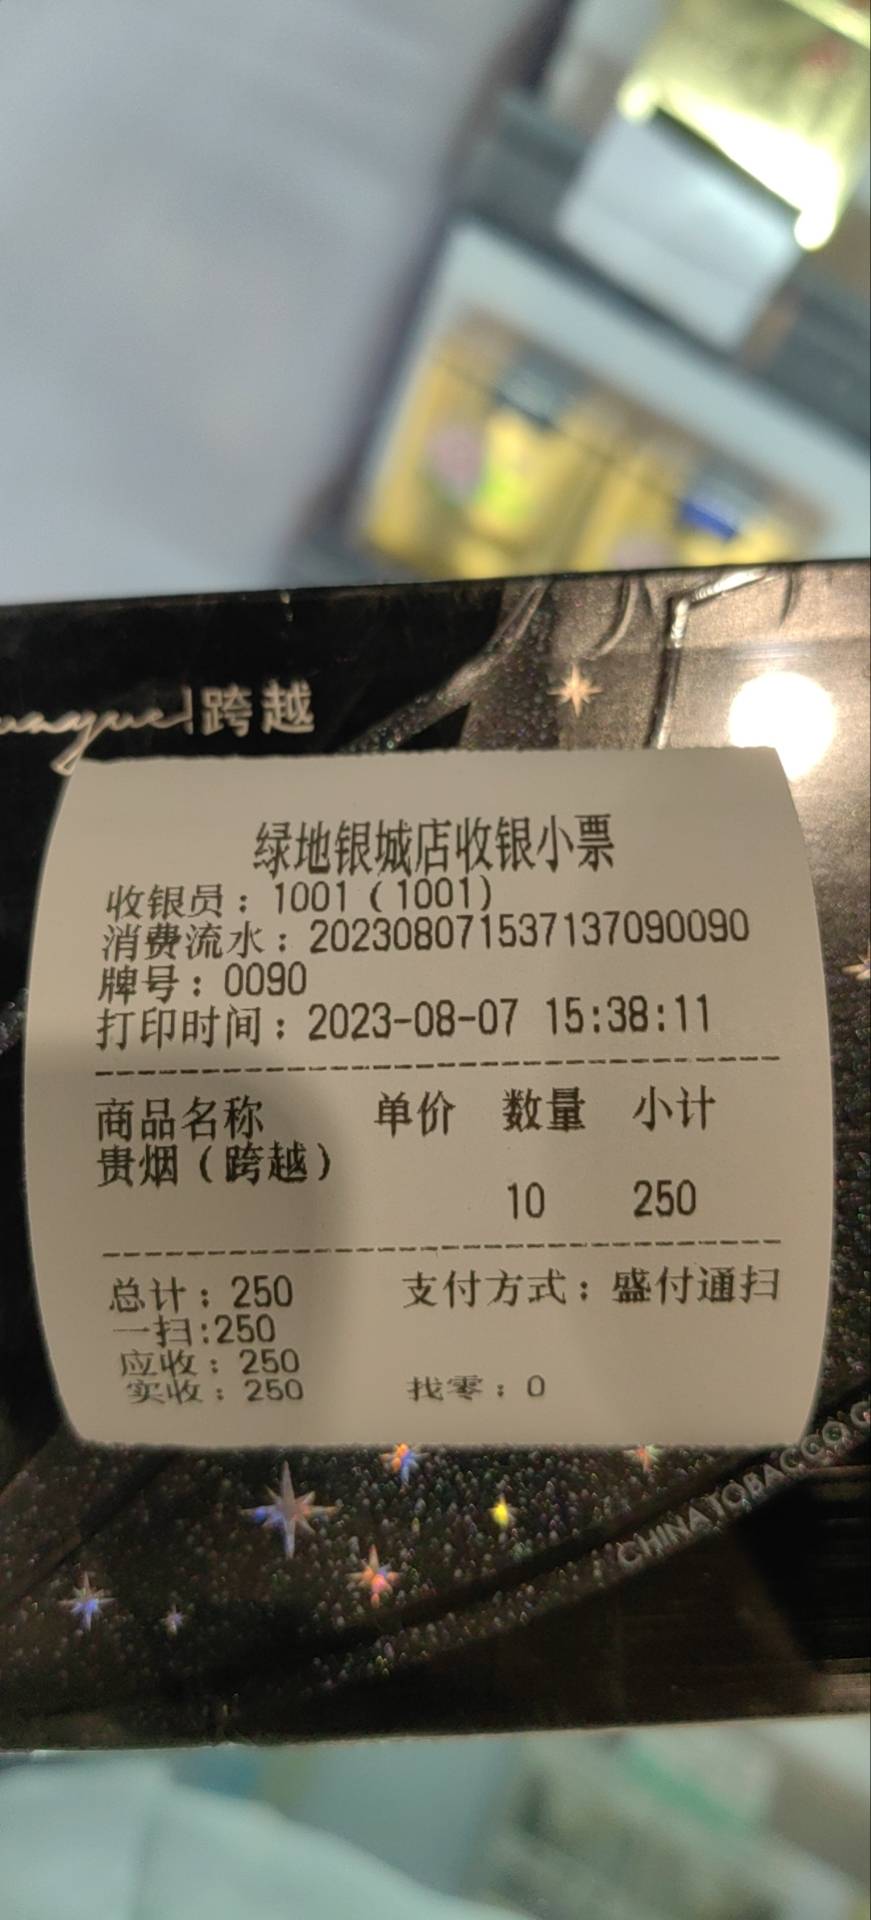 跨越
绿地银城店收银小票
收银员：1001（1001）
消费流水：202308071537137090090
牌号：0090
打印时间：2023-08-07 15:38:11
商品名称 单价 数量 小计
贵烟（跨越）
10 250
总计：250 支付方式：盛付通扫
一扫:250
应收：250
实收：250 找零：0
CHINA TOBACCO G